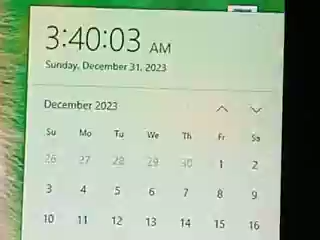 3:40:03 AM
Sunday, December 31, 2023
December 2023
Su Mo Tu We Th Fr Sa
26 27 28 29 30 1 2
3 4 5 6 7 8 9
10 11 12 13 14 15 16